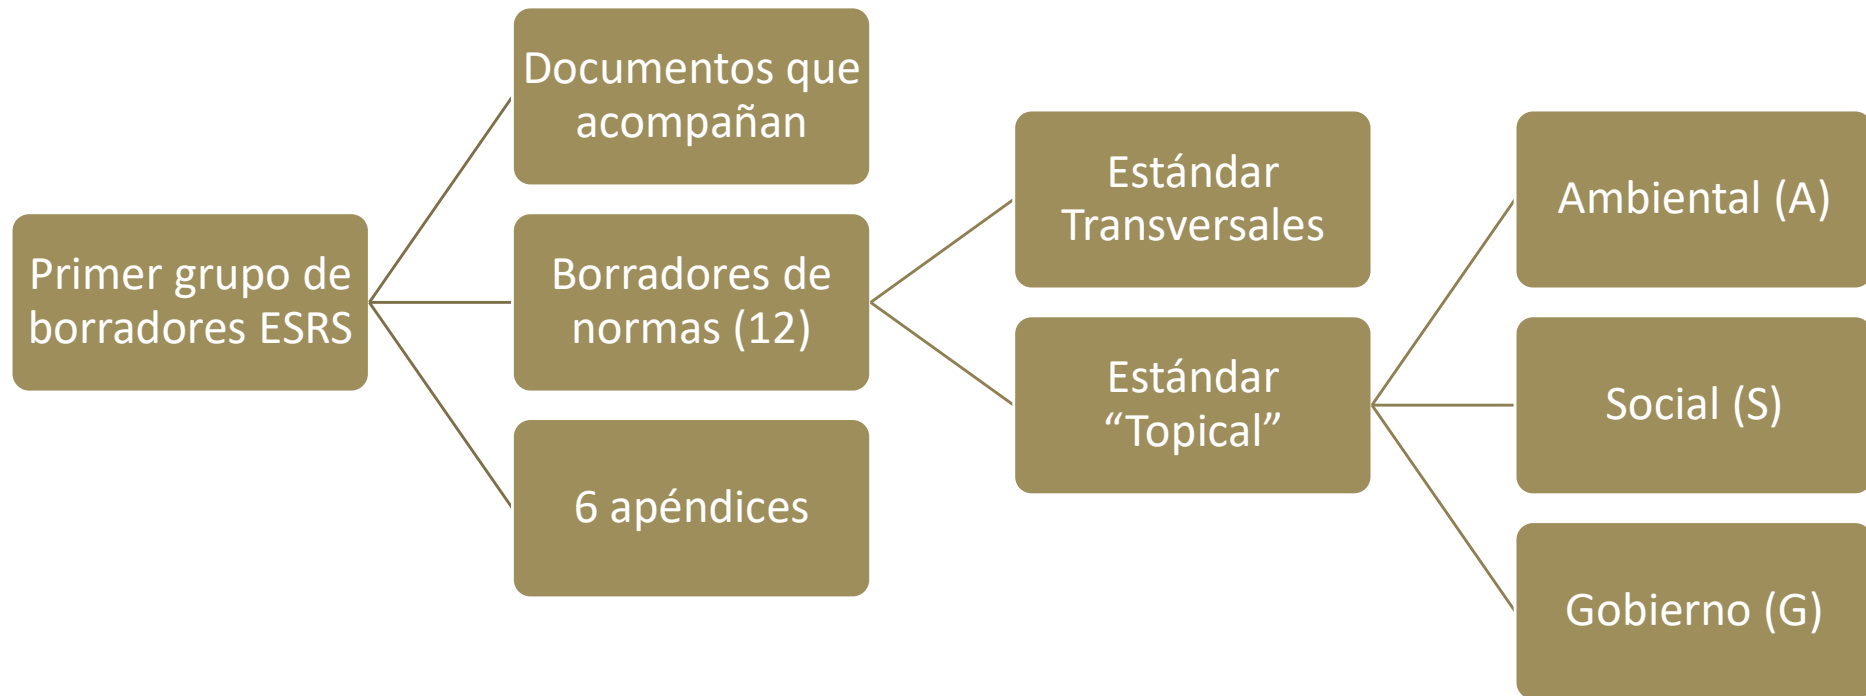 Primer grupo de
borradores ESRS
Documentos que
acompañan
Borradores de
normas (12)
6 apéndices
Estándar
Transversales
Estándar
“Topical”
Ambiental (A)
Social (S)
Gobierno (G)